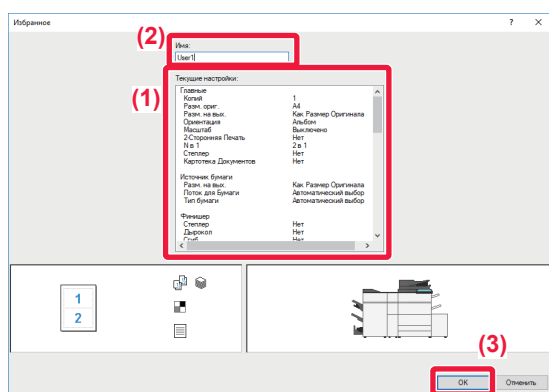 Избранное ? ×
(2)
Имя:
User1
(1)
Текущие настройки:
Главные
Копий 1
Разм. ориг. A4
Разм. на вых. Как Размер Оригинала
Ориентация Альбом
Масштаб Выключено
2-Сторонняя Печать Нет
N в 1 2 в 1
Степлер Нет
Картотека Документов Нет
Источник бумаги
Разм. на вых. Как Размер Оригинала
Поток для Бумаги Автоматический выбор
Тип бумаги Автоматический выбор
Финишер
Степлер Нет
Дырокол Нет
Сгиб Нет
1
2
(3)
OK Отменить